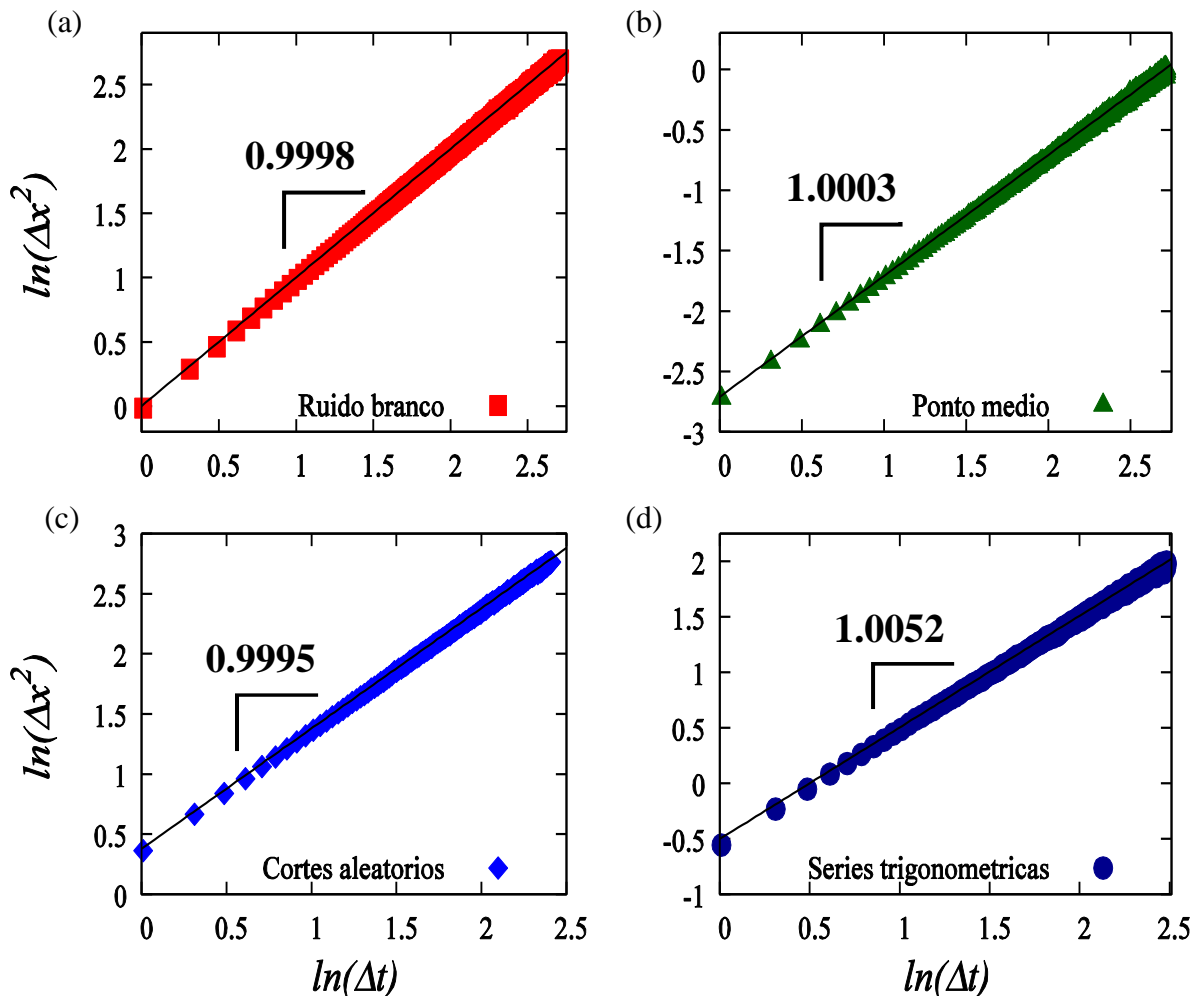 (a)
ln(Δx²)
2.5
2
1.5
1
0.5
0
0.9998
Ruido branco
0 0.5 1 1.5 2 2.5
(b)
0
-0.5
-1
-1.5
-2
-2.5
-3
1.0003
Ponto medio
0 0.5 1 1.5 2 2.5
(c)
ln(Δx²)
3
2.5
2
1.5
1
0.5
0
0.9995
Cortes aleatorios
0 0.5 1 1.5 2 2.5
ln(Δt)
(d)
2
1.5
1
0.5
0
-0.5
-1
1.0052
Series trigonometricas
0 0.5 1 1.5 2 2.5
ln(Δt)